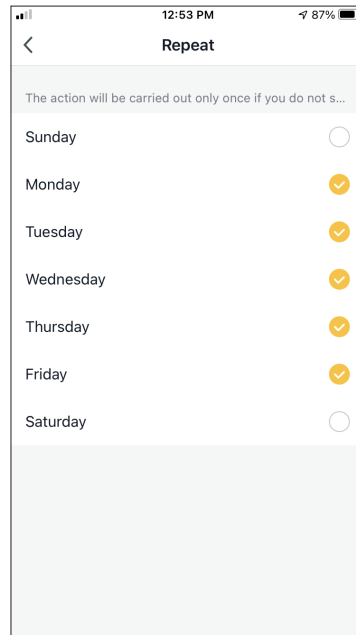 12:53 PM 87%
Repeat
The action will be carried out only once if you do not s...
Sunday
Monday
Tuesday
Wednesday
Thursday
Friday
Saturday